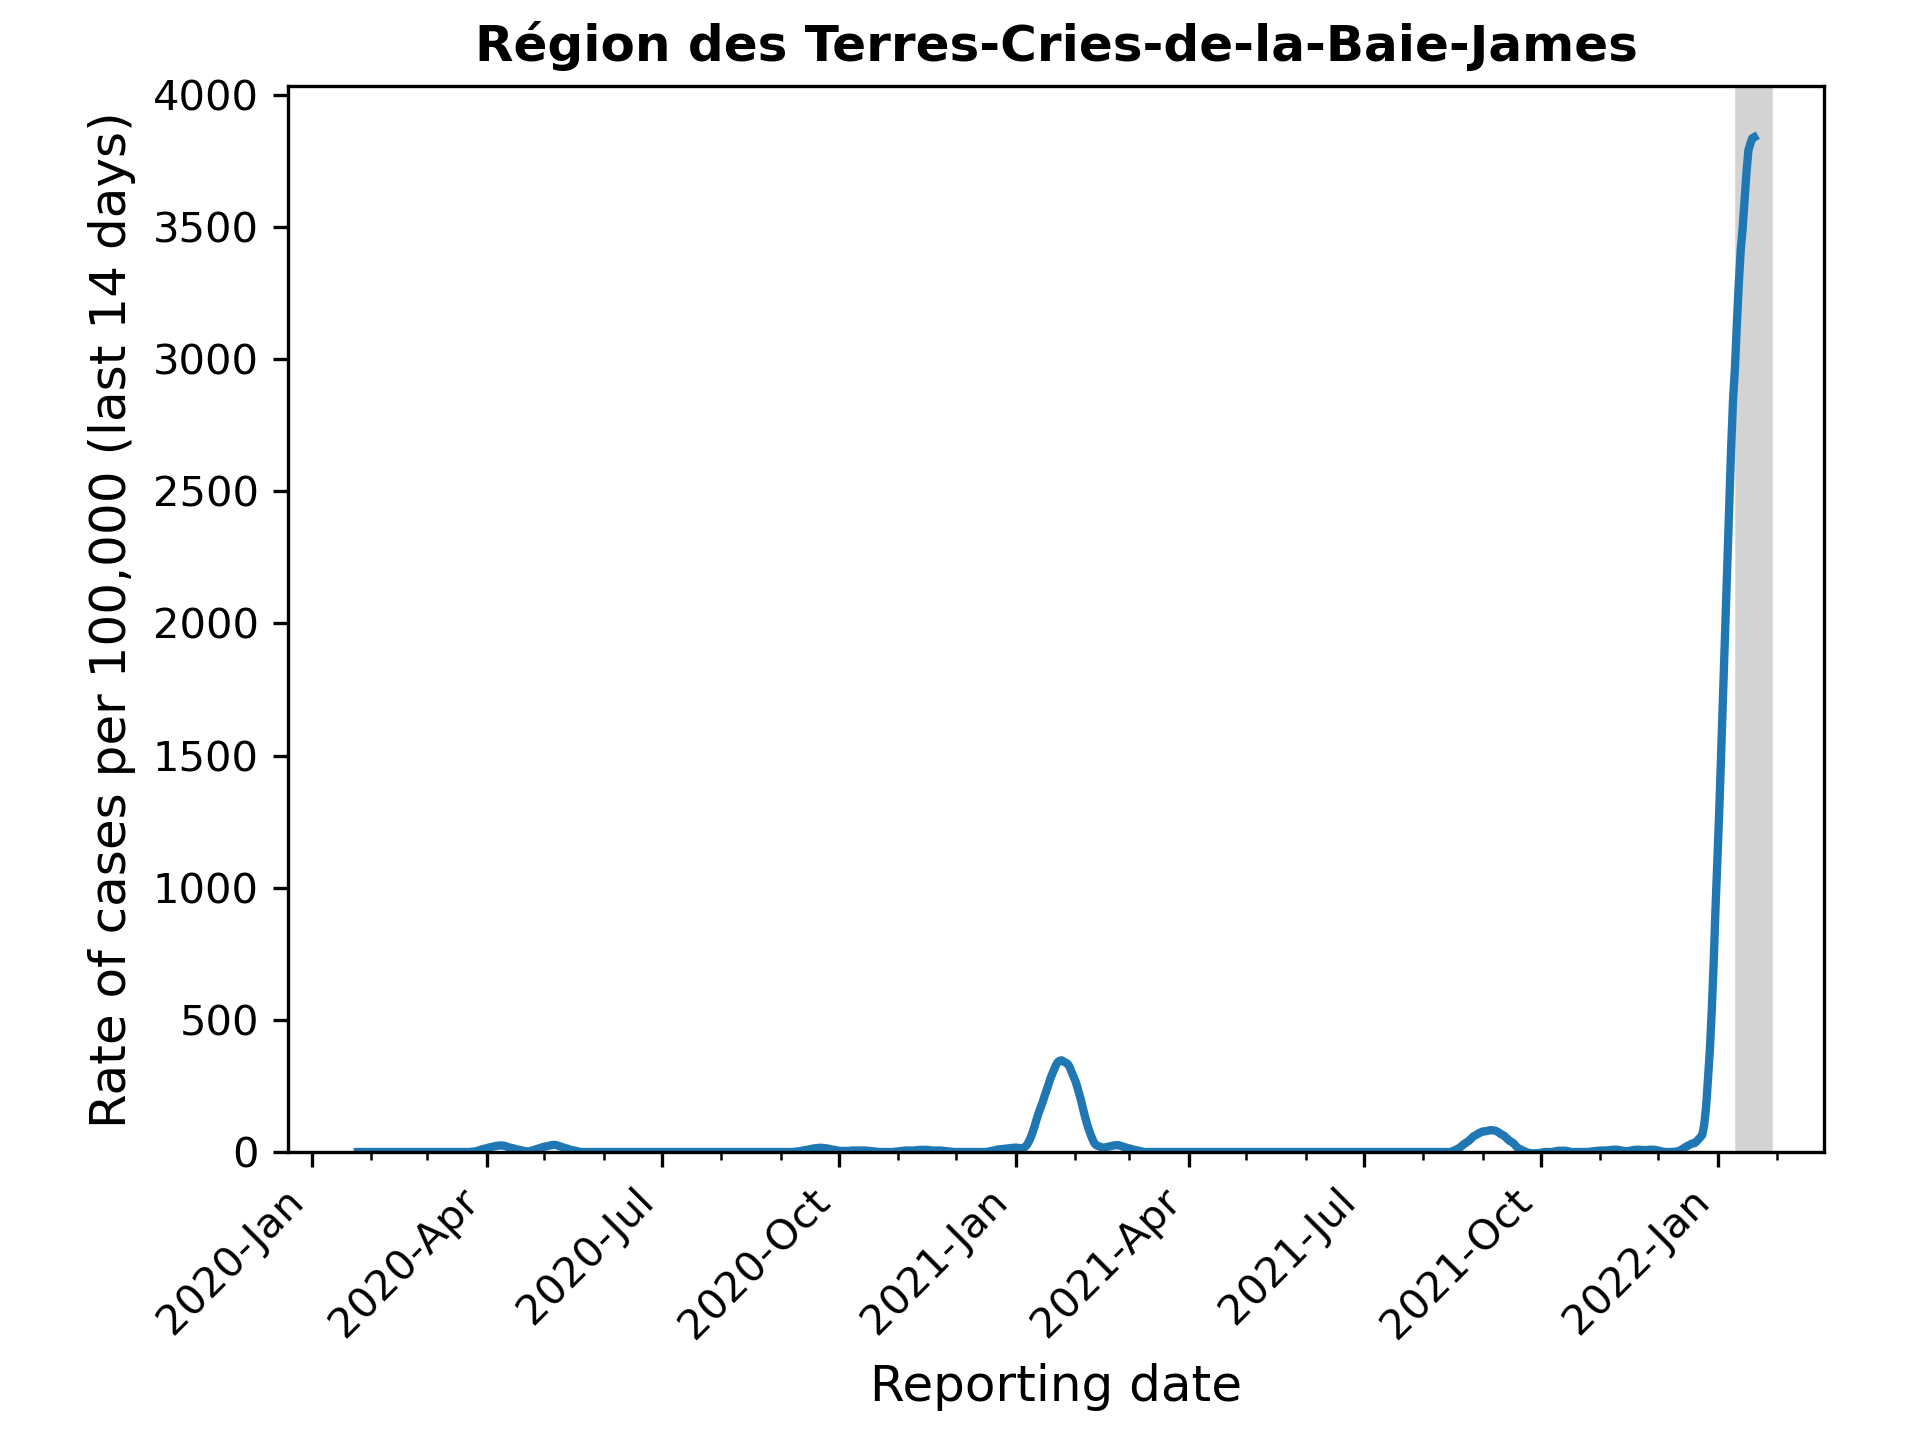 Région des Terres-Cries-de-la-Baie-James
Rate of cases per 100,000 (last 14 days)
4000
3500
3000
2500
2000
1500
1000
500
0
2020-Jan
2020-Apr
2020-Jul
2020-Oct
2021-Jan
2021-Apr
2021-Jul
2021-Oct
2022-Jan
Reporting date